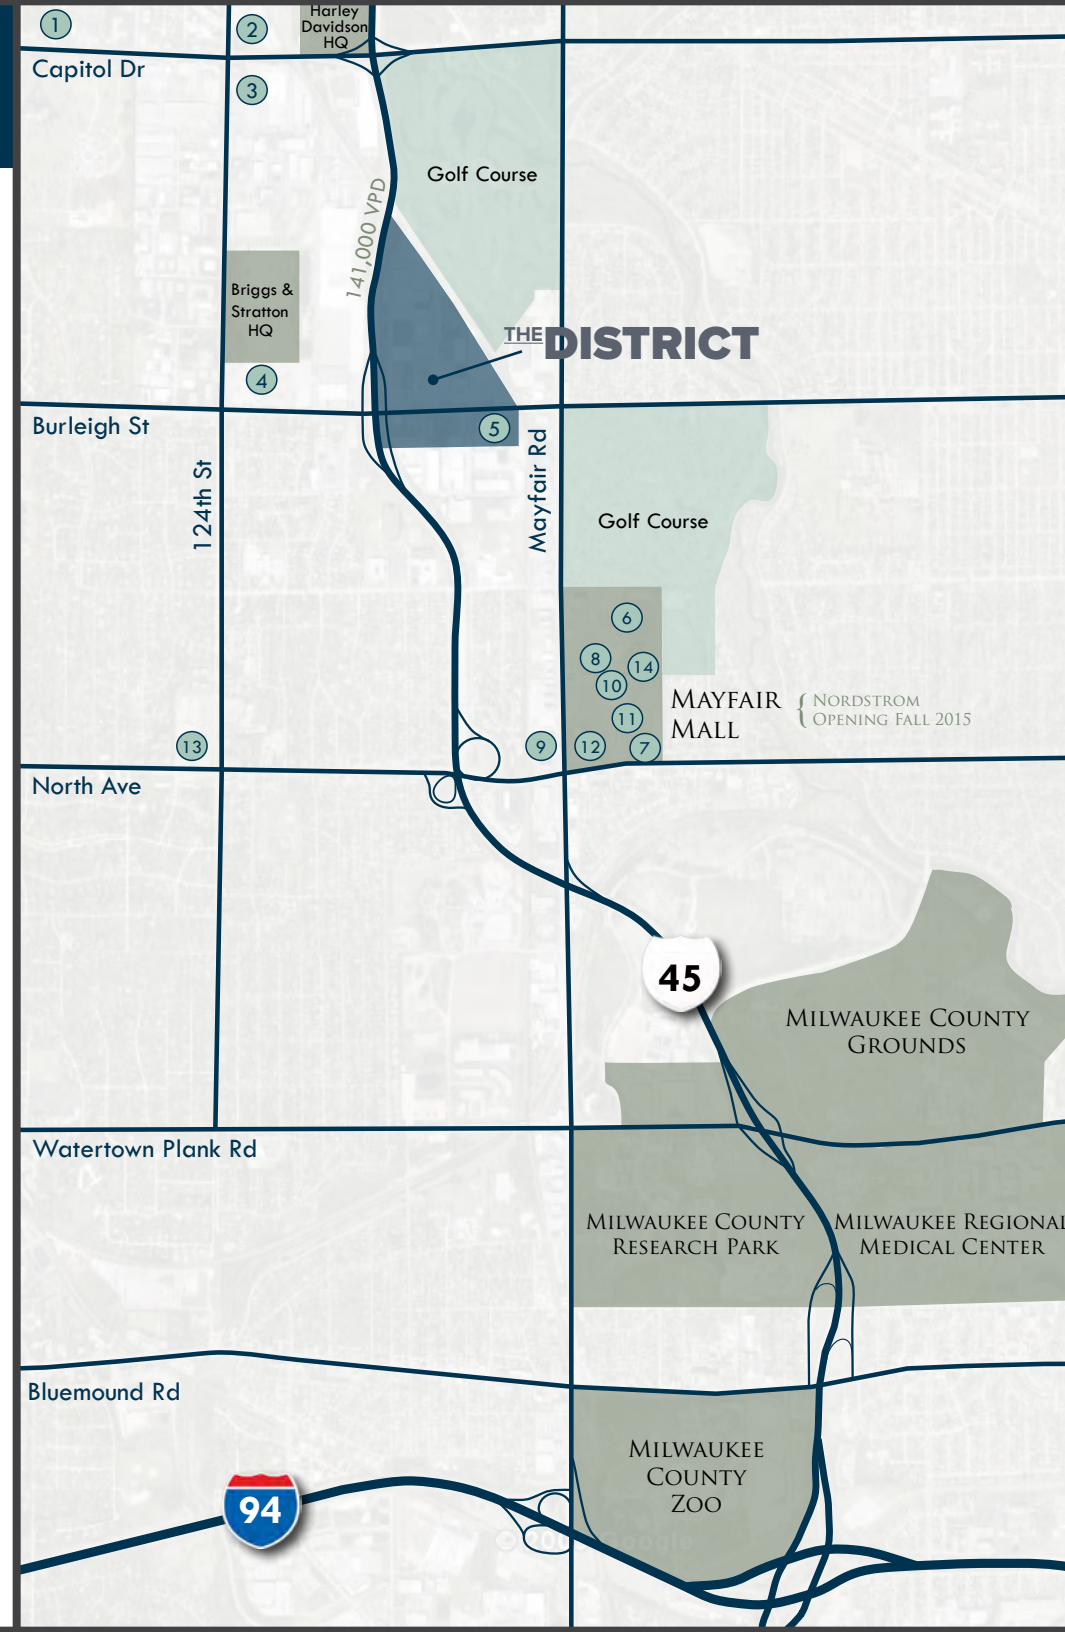 1
2
Harley
Davidson
HQ
Capitol Dr
3
Golf Course
141,000 VPD
Briggs &
Stratton
HQ
THE DISTRICT
4
Burleigh St
5
124th St
Mayfair Rd
Golf Course
6
8
14
10
11
13
9
12
7
MAYFAIR
MALL
{ NORDSTROM
OPENING FALL 2015
North Ave
45
MILWAUKEE COUNTY
GROUNDS
Watertown Plank Rd
MILWAUKEE COUNTY
RESEARCH PARK
MILWAUKEE REGIONAL
MEDICAL CENTER
Bluemound Rd
MILWAUKEE
COUNTY
ZOO
94
Google